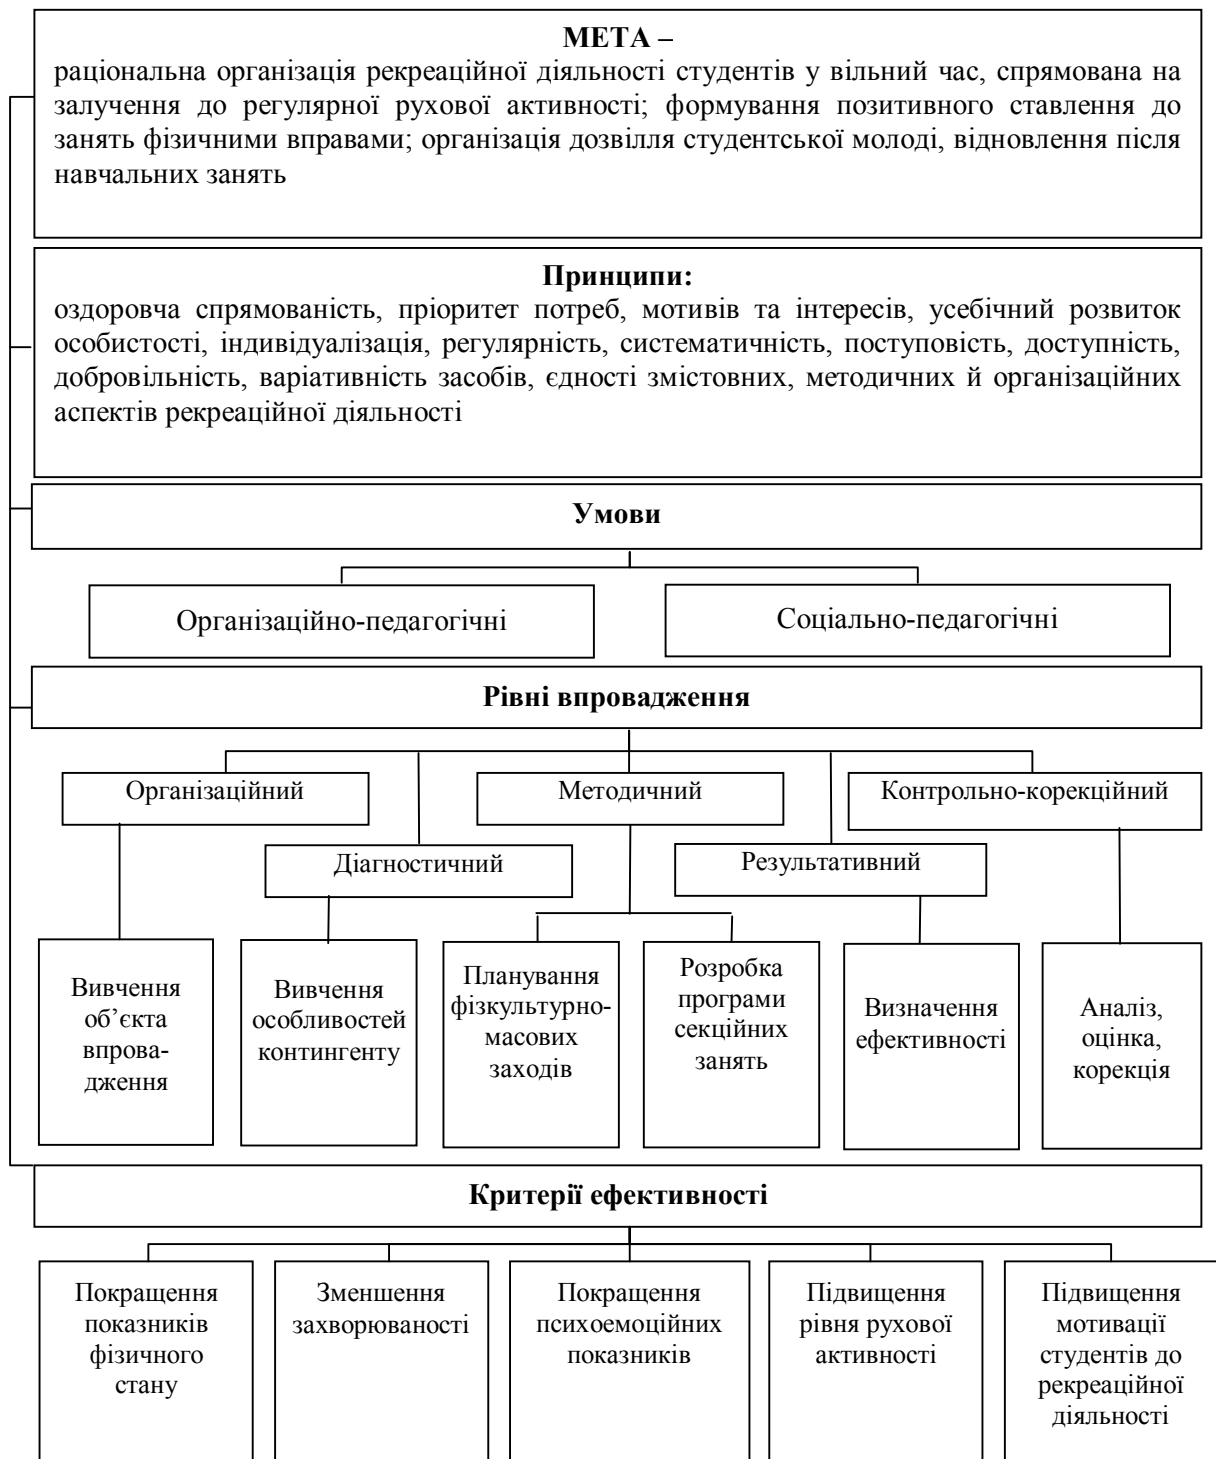 МЕТА –
раціональна організація рекреаційної діяльності студентів у вільний час, спрямована на
залучення до регулярної рухової активності; формування позитивного ставлення до
занять фізичними вправами; організація дозвілля студентської молоді, відновлення після
навчальних занять
Принципи:
оздоровча спрямованість, пріоритет потреб, мотивів та інтересів, усебічний розвиток
особистості, індивідуалізація, регулярність, систематичність, поступовість, доступність,
добровільність, варіативність засобів, єдності змістовних, методичних й організаційних
аспектів рекреаційної діяльності
Умови
Організаційно-педагогічні
Соціально-педагогічні
Рівні впровадження
Організаційний
Методичний
Контрольно-корекційний
Діагностичний
Результативний
Вивчення
об’єкта
впрова-
дження
Вивчення
особливостей
контингенту
Планування
фізкультурно-
масових
заходів
Розробка
програми
секційних
занять
Визначення
ефективності
Аналіз,
оцінка,
корекція
Критерії ефективності
Покращення
показників
фізичного
стану
Зменшення
захворюваності
Покращення
психоемоційних
показників
Підвищення
рівня рухової
активності
Підвищення
мотивації
студентів до
рекреаційної
діяльності